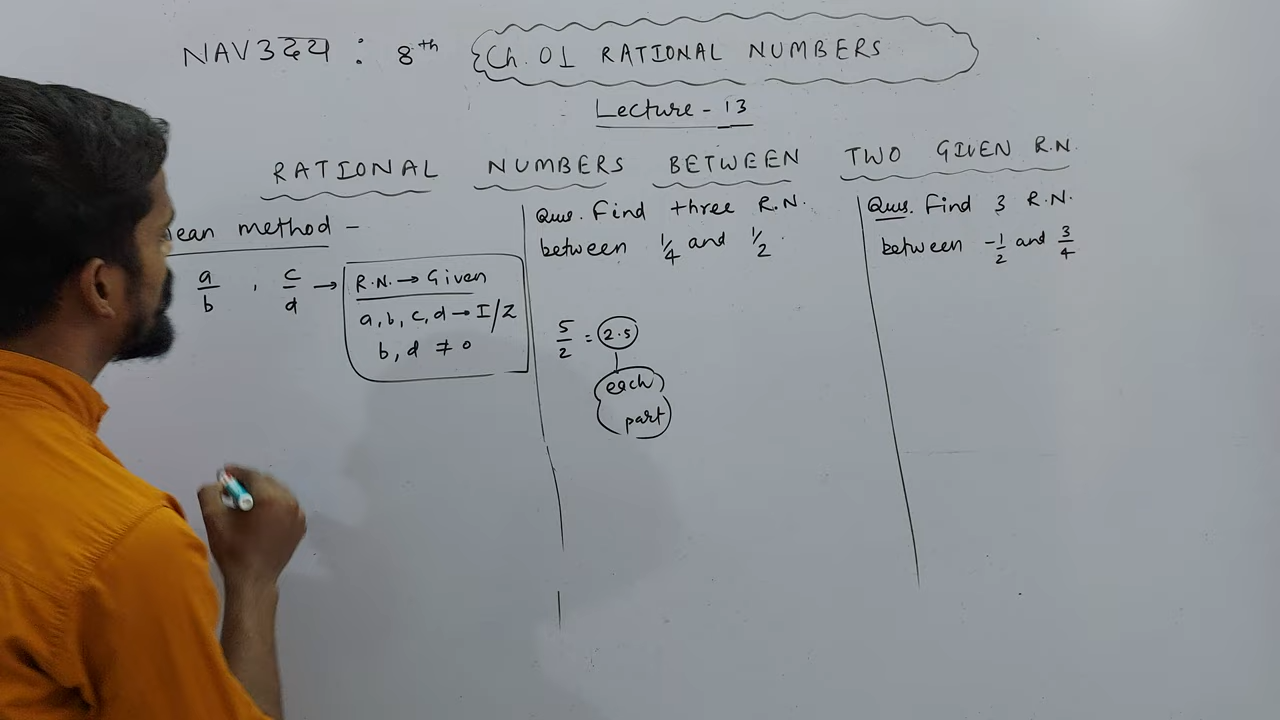 NAV3224 : 8th Ch. 01 RATIONAL NUMBERS
Lecture - 13
RATIONAL NUMBERS BETWEEN TWO GIVEN R.N.
ean method -
a/b , c/d →
R.N. → Given
a, b, c, d → I/Z
b, d ≠ 0
Ques. Find three R.N.
between 1/4 and 1/2 .
5/2 = 2.5
each
part
Ques. Find 3 R.N.
between -1/2 and 3/4